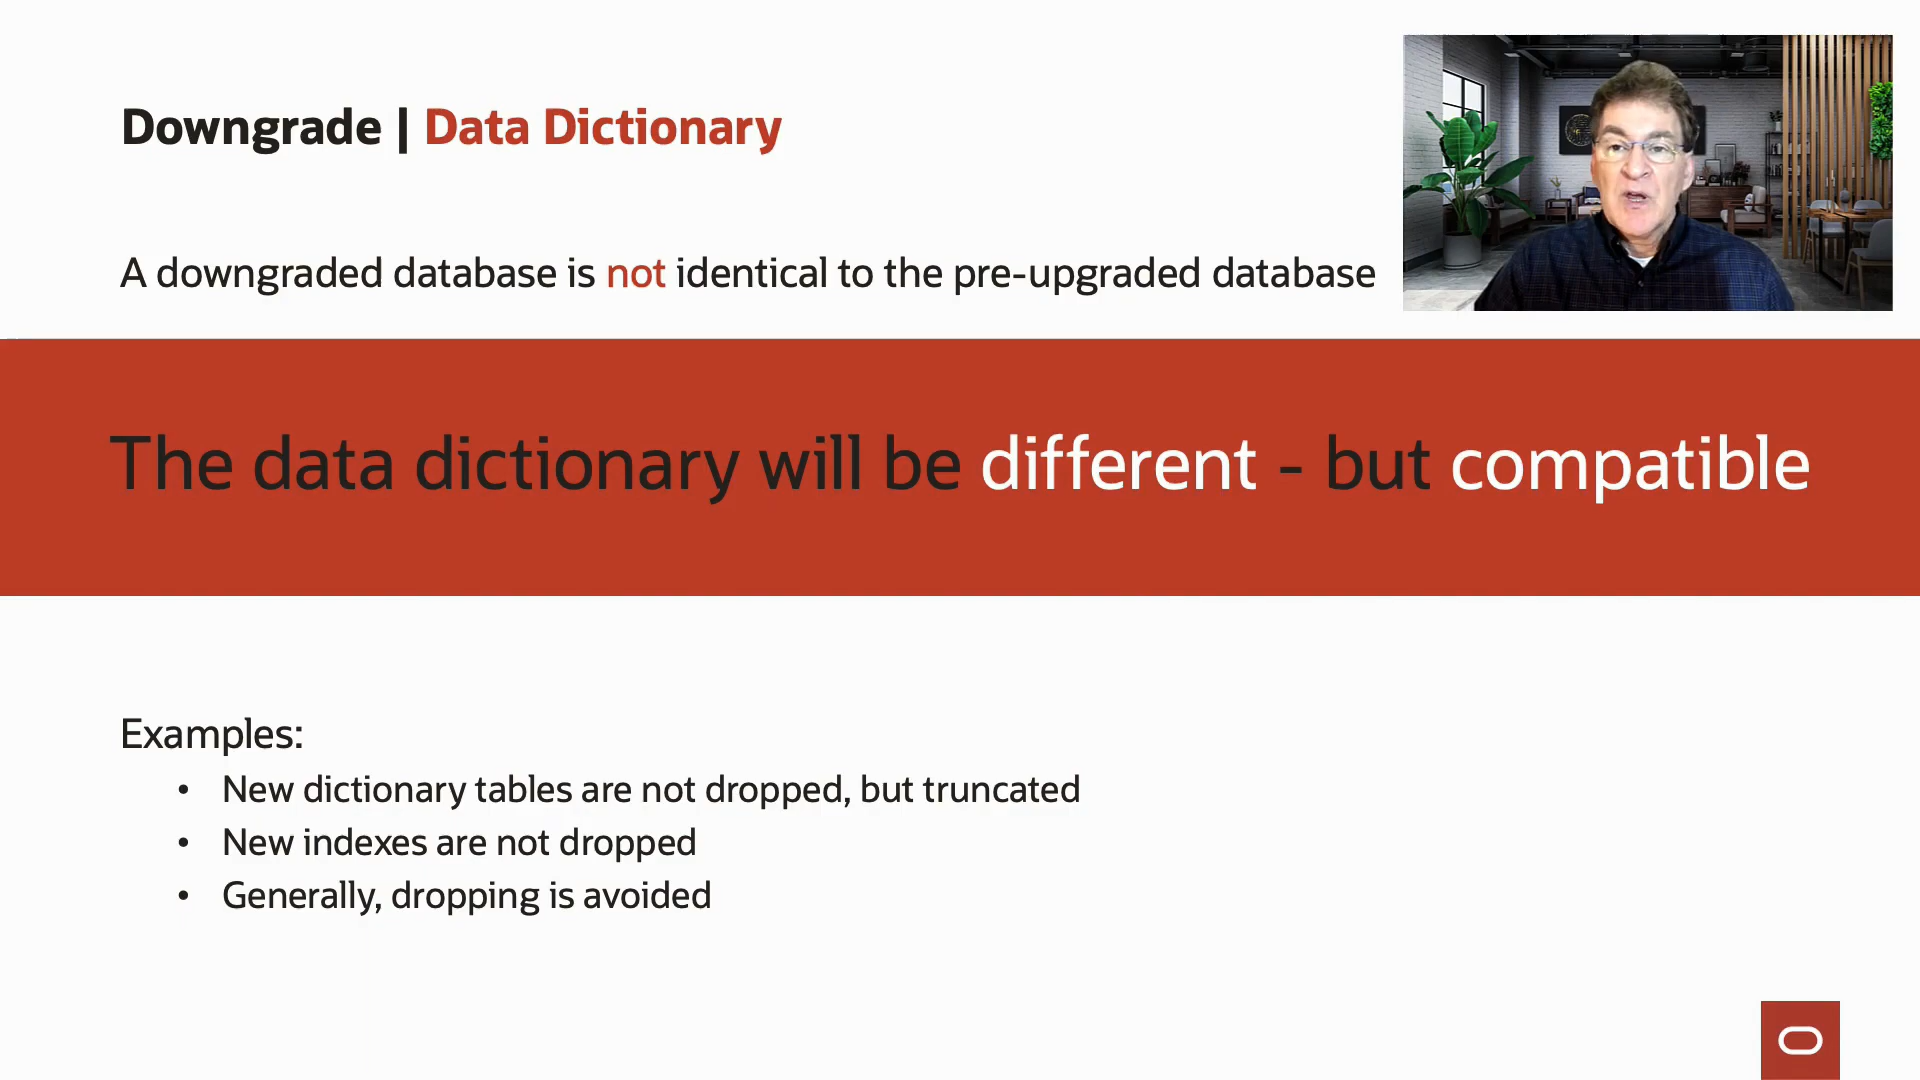 Downgrade | Data Dictionary
A downgraded database is not identical to the pre-upgraded database
The data dictionary will be different - but compatible
Examples:
• New dictionary tables are not dropped, but truncated
• New indexes are not dropped
• Generally, dropping is avoided